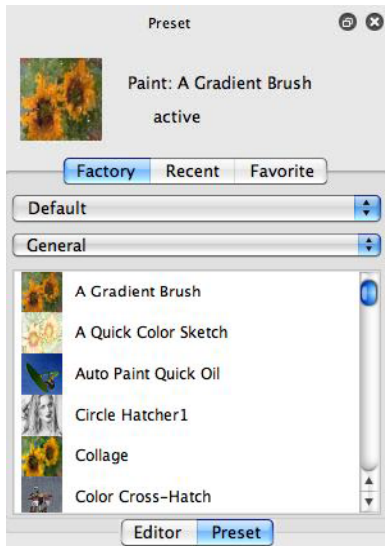 Preset
Paint: A Gradient Brush
active
Factory Recent Favorite
Default
General
A Gradient Brush
A Quick Color Sketch
Auto Paint Quick Oil
Circle Hatcher1
Collage
Color Cross-Hatch
Editor Preset